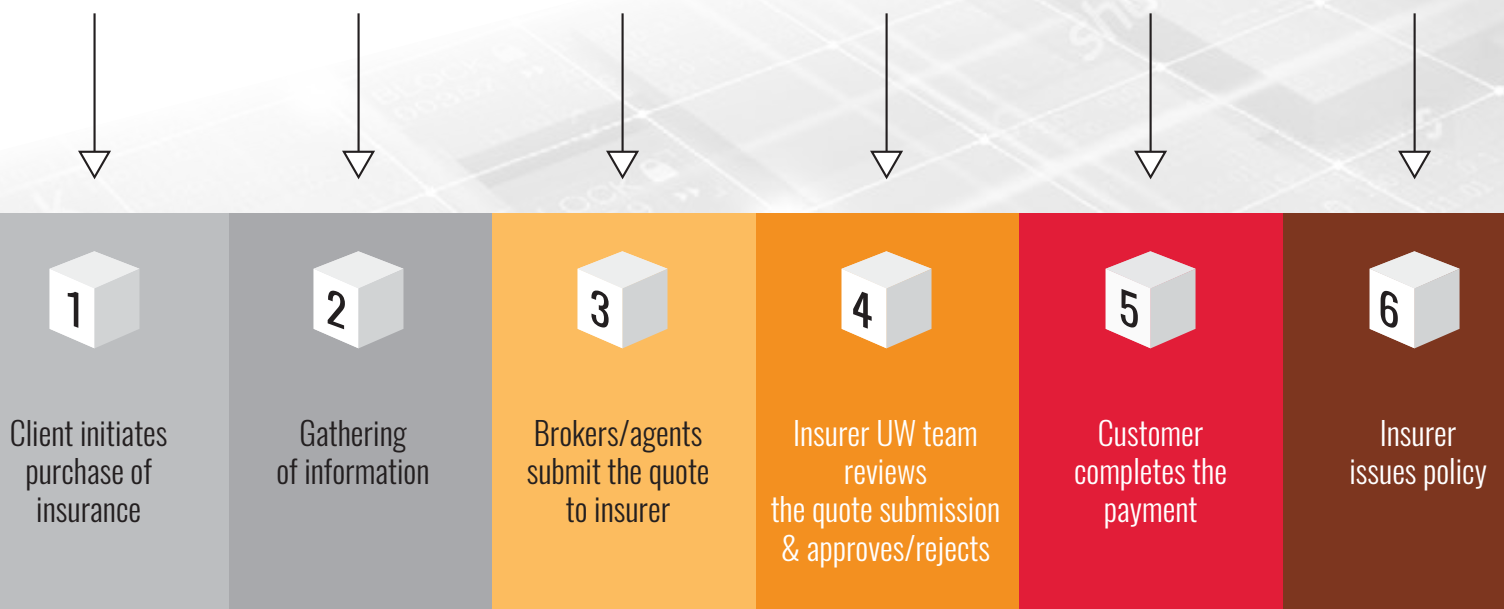 1
Client initiates
purchase of
insurance
2
Gathering
of information
3
Brokers/agents
submit the quote
to insurer
4
Insurer UW team
reviews
the quote submission
& approves/rejects
5
Customer
completes the
payment
6
Insurer
issues policy